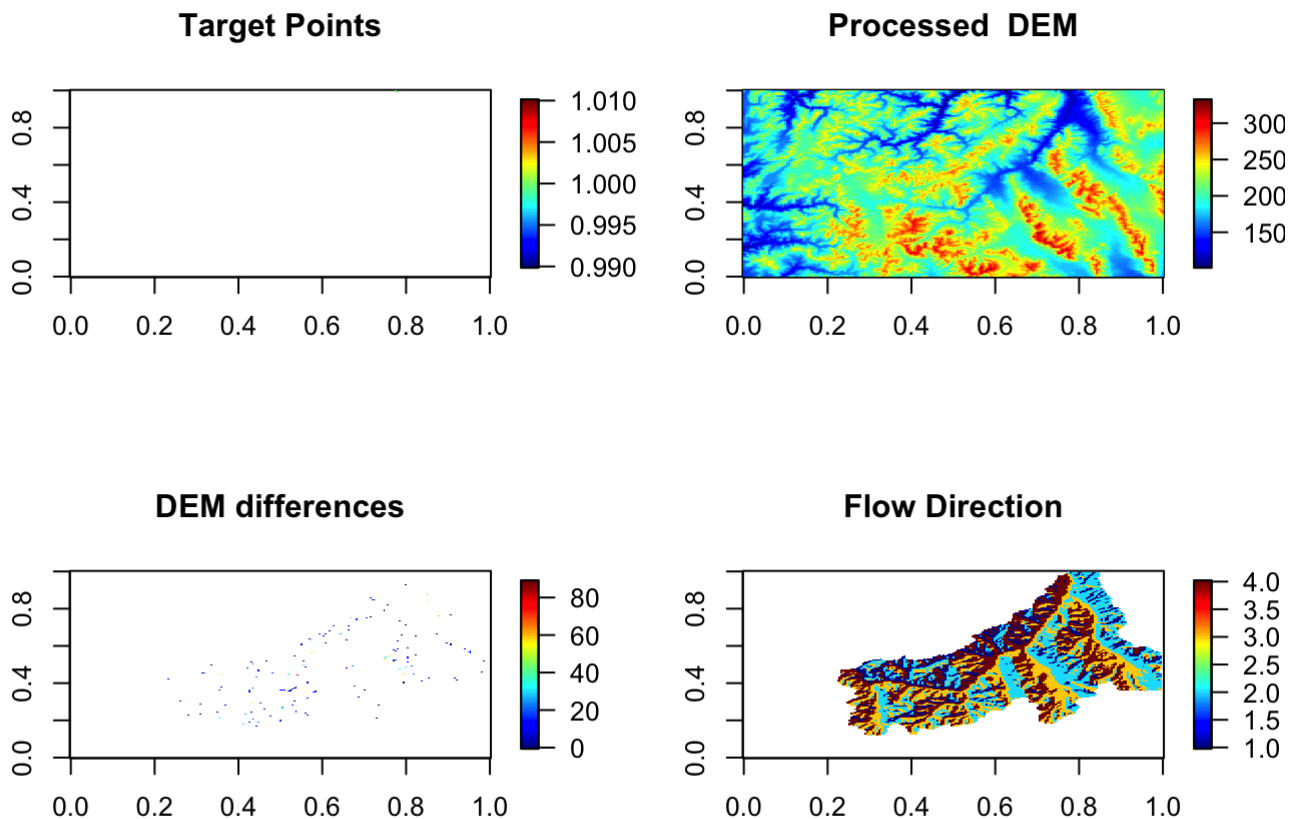 Target Points
0.0 0.4 0.8
0.0 0.2 0.4 0.6 0.8 1.0
1.010
1.005
1.000
0.995
0.990
Processed  DEM
0.0 0.4 0.8
0.0 0.2 0.4 0.6 0.8 1.0
300
250
200
150
DEM differences
0.0 0.4 0.8
0.0 0.2 0.4 0.6 0.8 1.0
80
60
40
20
0
Flow Direction
0.0 0.4 0.8
0.0 0.2 0.4 0.6 0.8 1.0
4.0
3.5
3.0
2.5
2.0
1.5
1.0